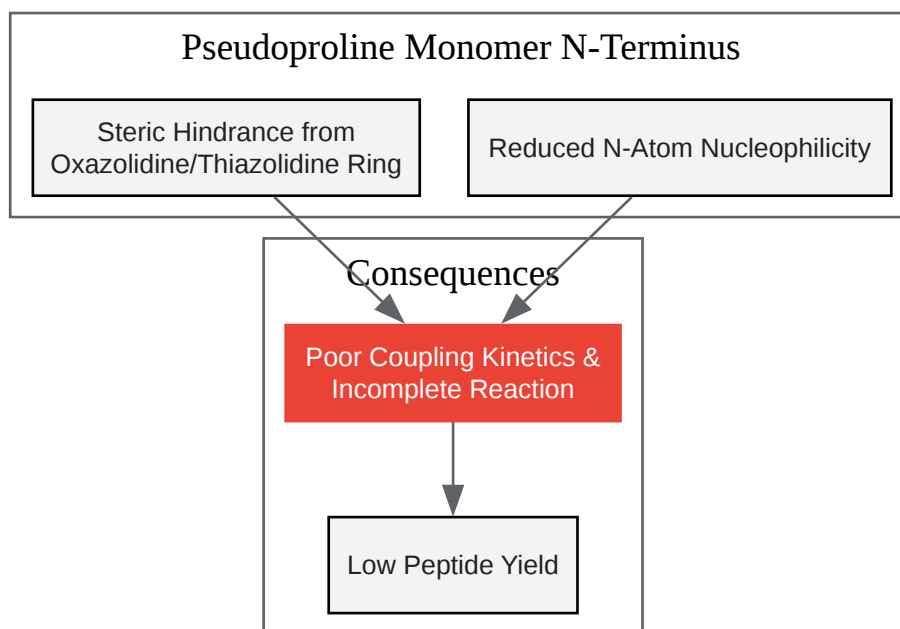 Pseudoproline Monomer N-Terminus
Steric Hindrance from
Oxazolidine/Thiazolidine Ring
Reduced N-Atom Nucleophilicity
Consequences
Poor Coupling Kinetics &
Incomplete Reaction
Low Peptide Yield